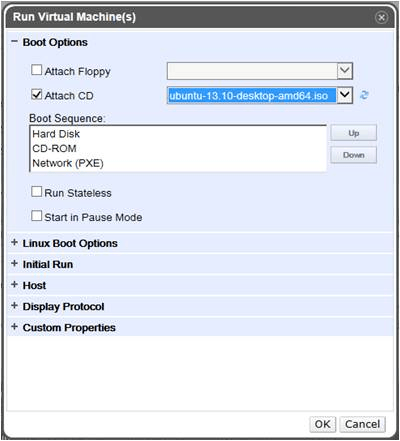 Run Virtual Machine(s)
Boot Options
Attach Floppy
Attach CD ubuntu-13.10-desktop-amd64.iso
Boot Sequence:
Hard Disk Up
CD-ROM
Network (PXE) Down
Run Stateless
Start in Pause Mode
Linux Boot Options
Initial Run
Host
Display Protocol
Custom Properties
OK Cancel